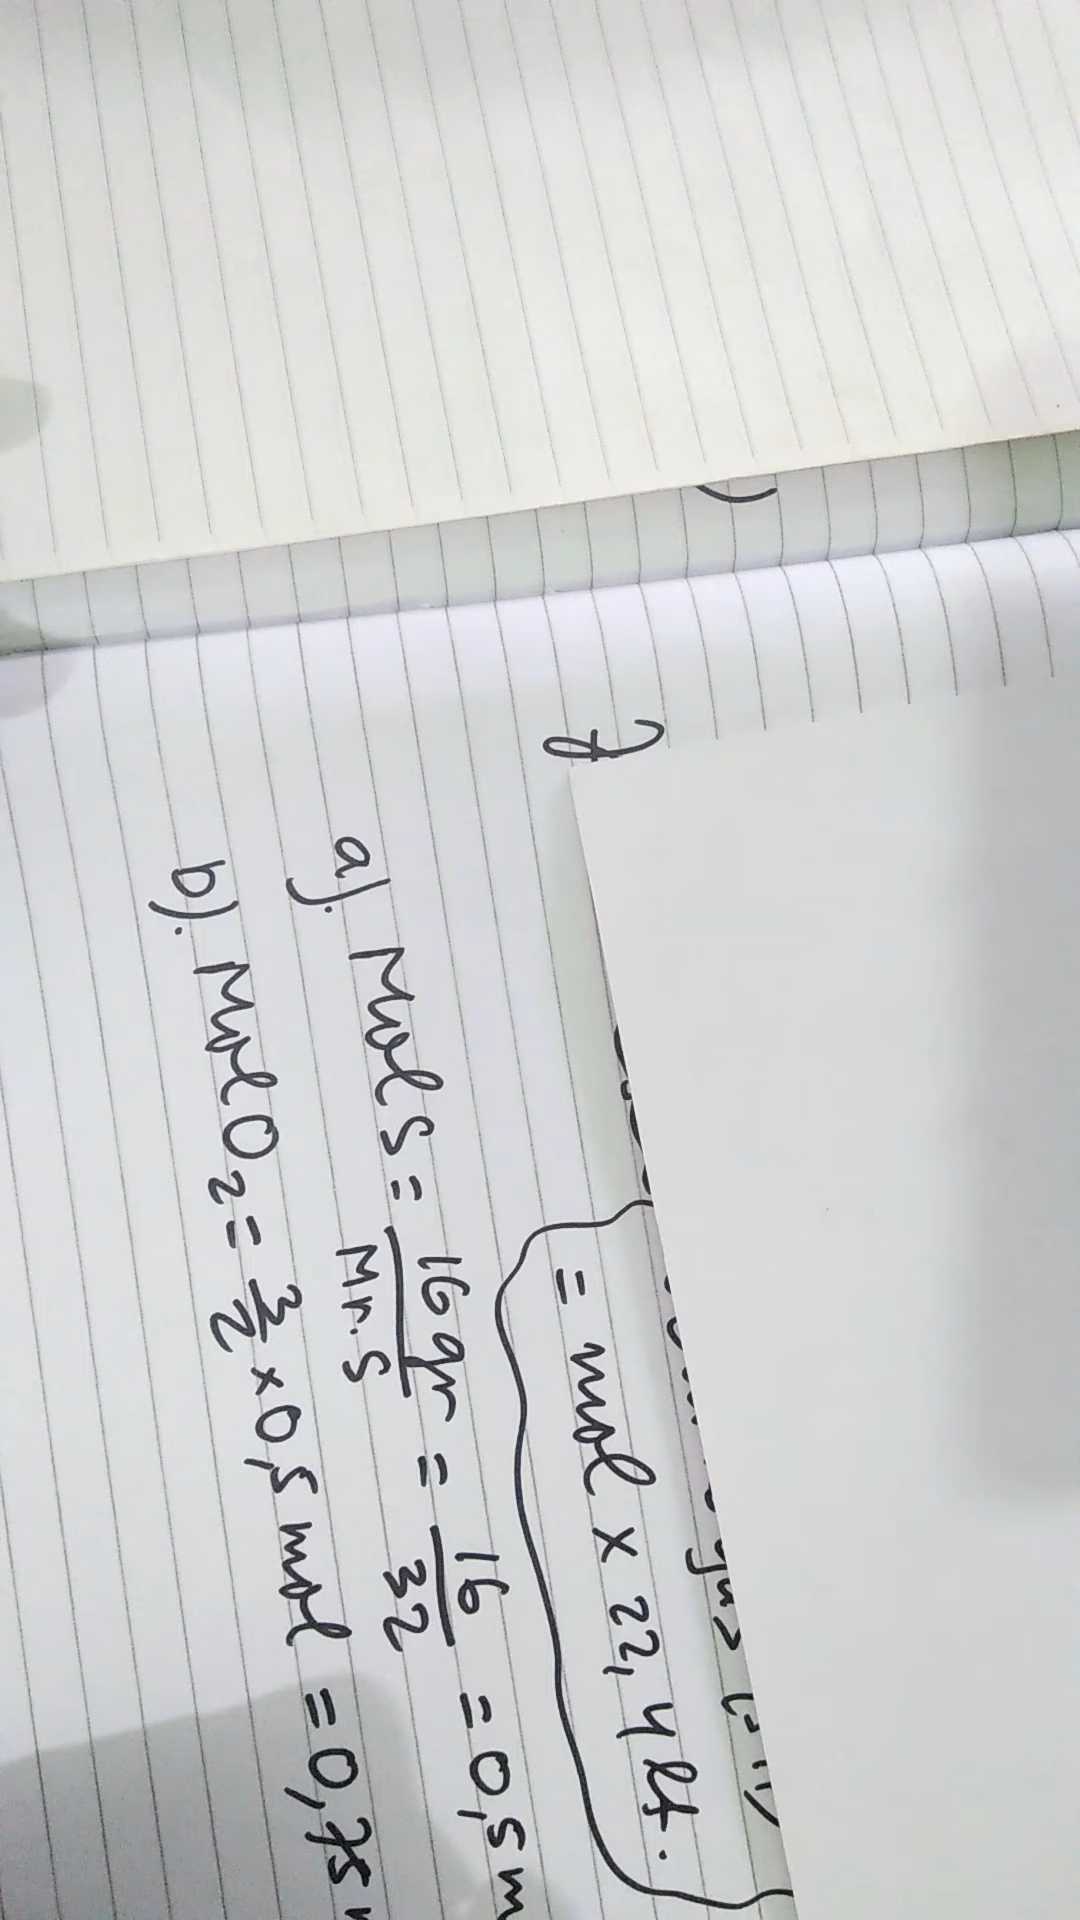 = mol x 22,4 lt.
a). Mol S = 16 gr / Mr. S = 16 / 32 = 0,5 m
b). Mol O2 = 3/2 x 0,5 mol = 0,75